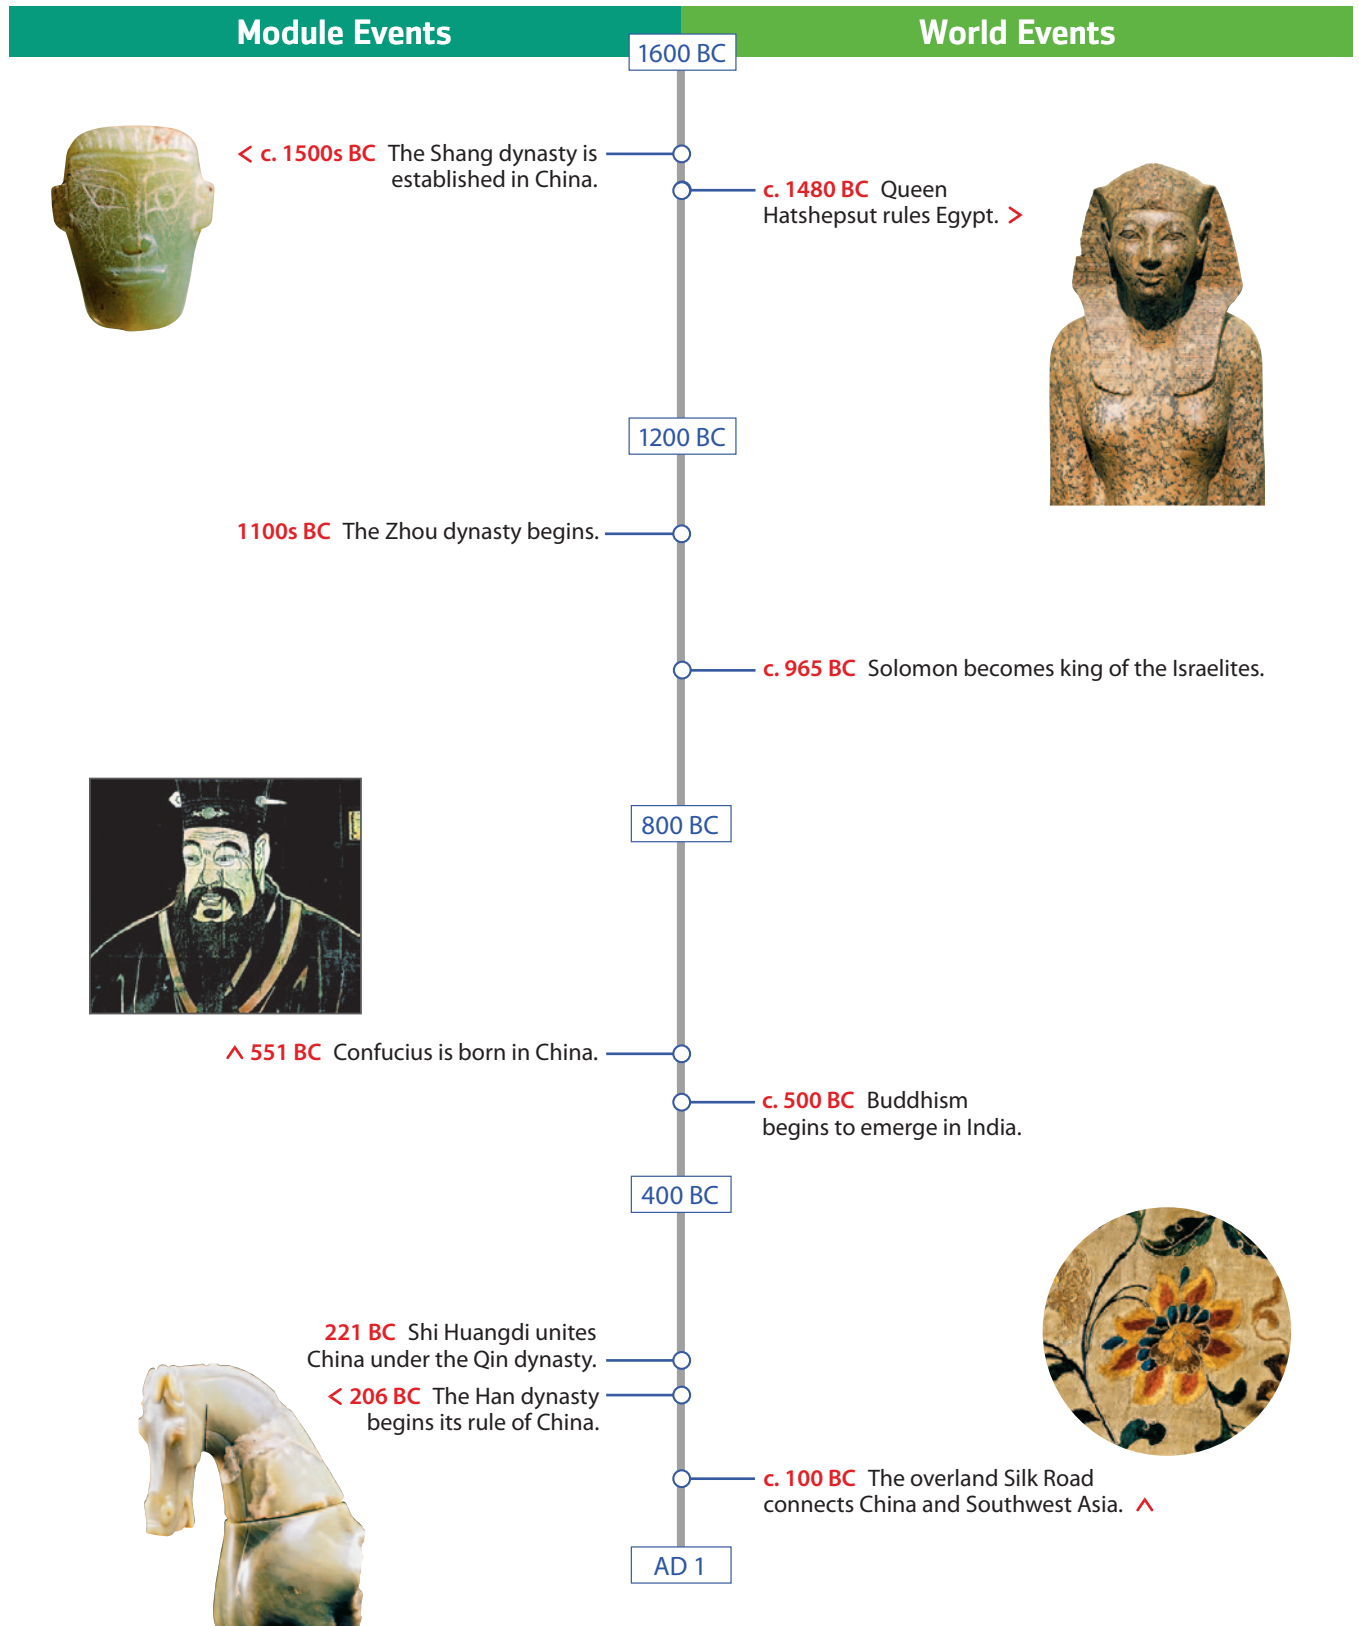 Module Events
World Events
1600 BC
< c. 1500s BC The Shang dynasty is
established in China.
c. 1480 BC Queen
Hatshepsut rules Egypt. >
1200 BC
1100s BC The Zhou dynasty begins.
c. 965 BC Solomon becomes king of the Israelites.
800 BC
^ 551 BC Confucius is born in China.
c. 500 BC Buddhism
begins to emerge in India.
400 BC
221 BC Shi Huangdi unites
China under the Qin dynasty.
< 206 BC The Han dynasty
begins its rule of China.
c. 100 BC The overland Silk Road
connects China and Southwest Asia. ^
AD 1